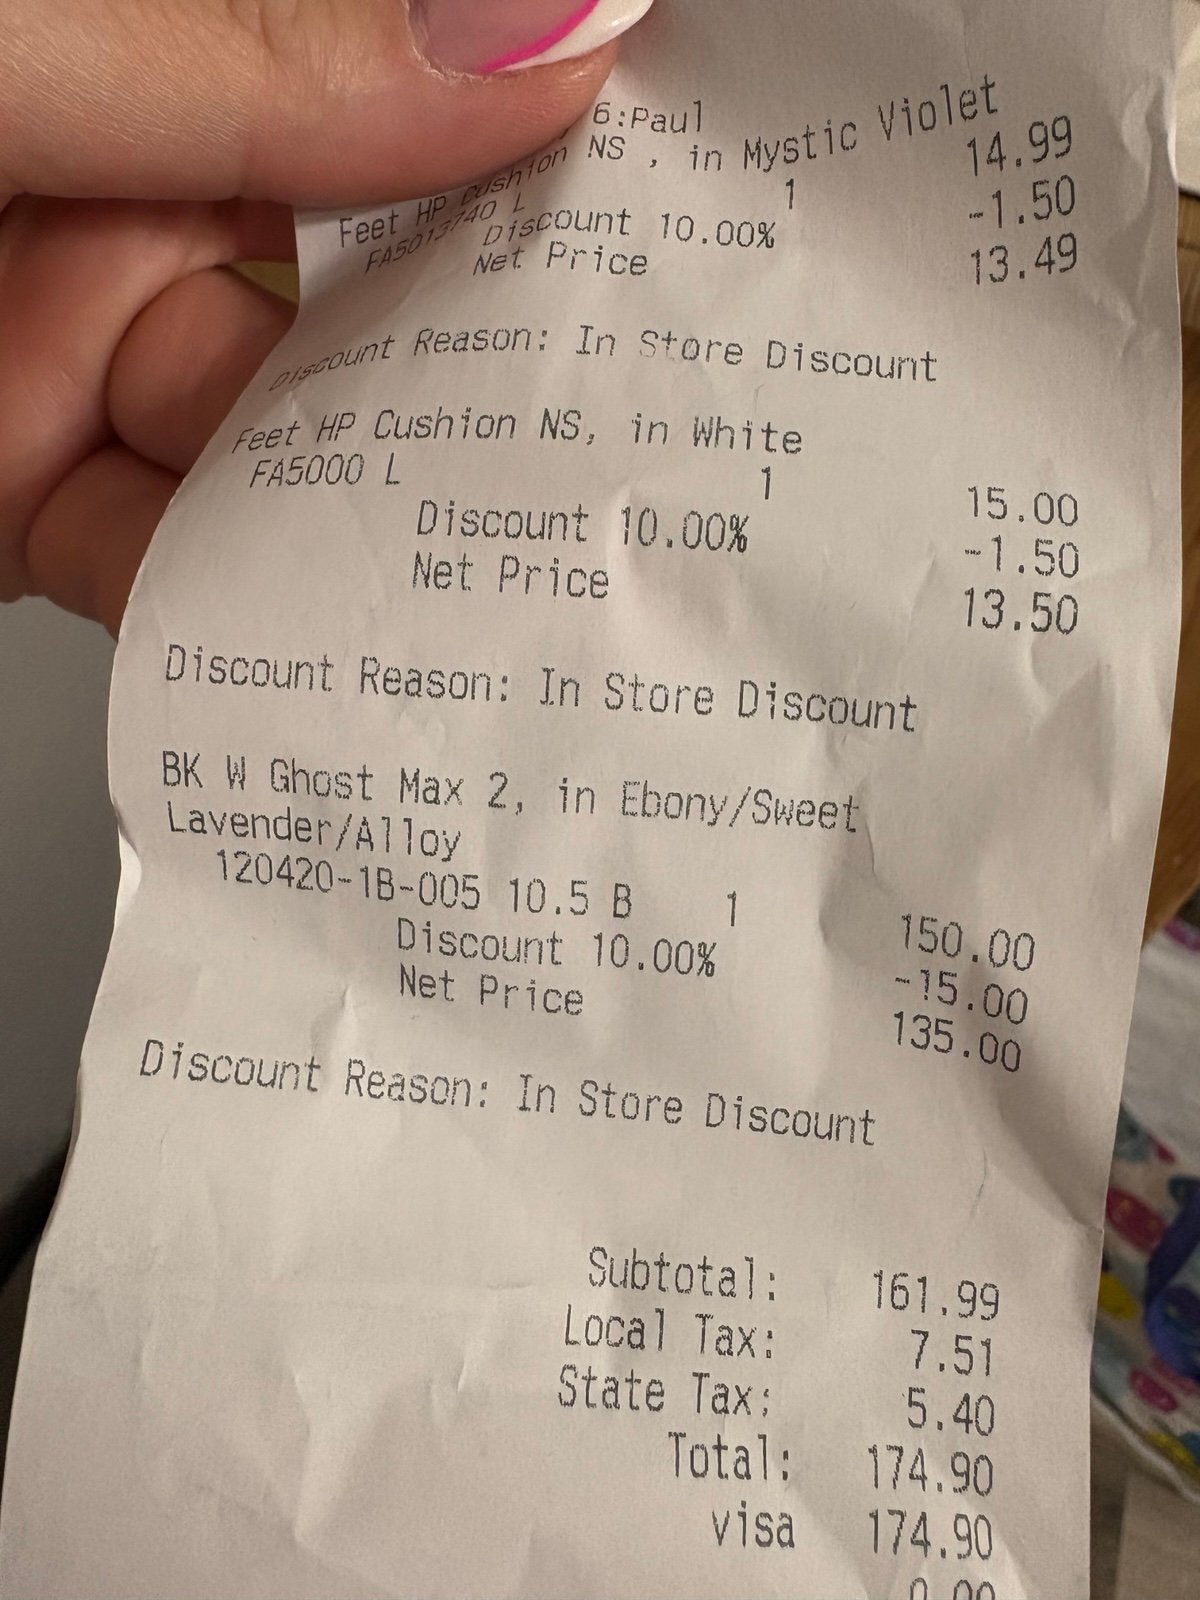 6:Paul
Feet HP Cushion NS , in Mystic Violet
FA5013740 L 1 14.99
Discount 10.00% -1.50
Net Price 13.49
Discount Reason: In Store Discount
Feet HP Cushion NS, in White
FA5000 L 1 15.00
Discount 10.00% -1.50
Net Price 13.50
Discount Reason: In Store Discount
BK W Ghost Max 2, in Ebony/Sweet
Lavender/Alloy
120420-1B-005 10.5 B 1 150.00
Discount 10.00% -15.00
Net Price 135.00
Discount Reason: In Store Discount
Subtotal: 161.99
Local Tax: 7.51
State Tax: 5.40
Total: 174.90
visa 174.90
0.00